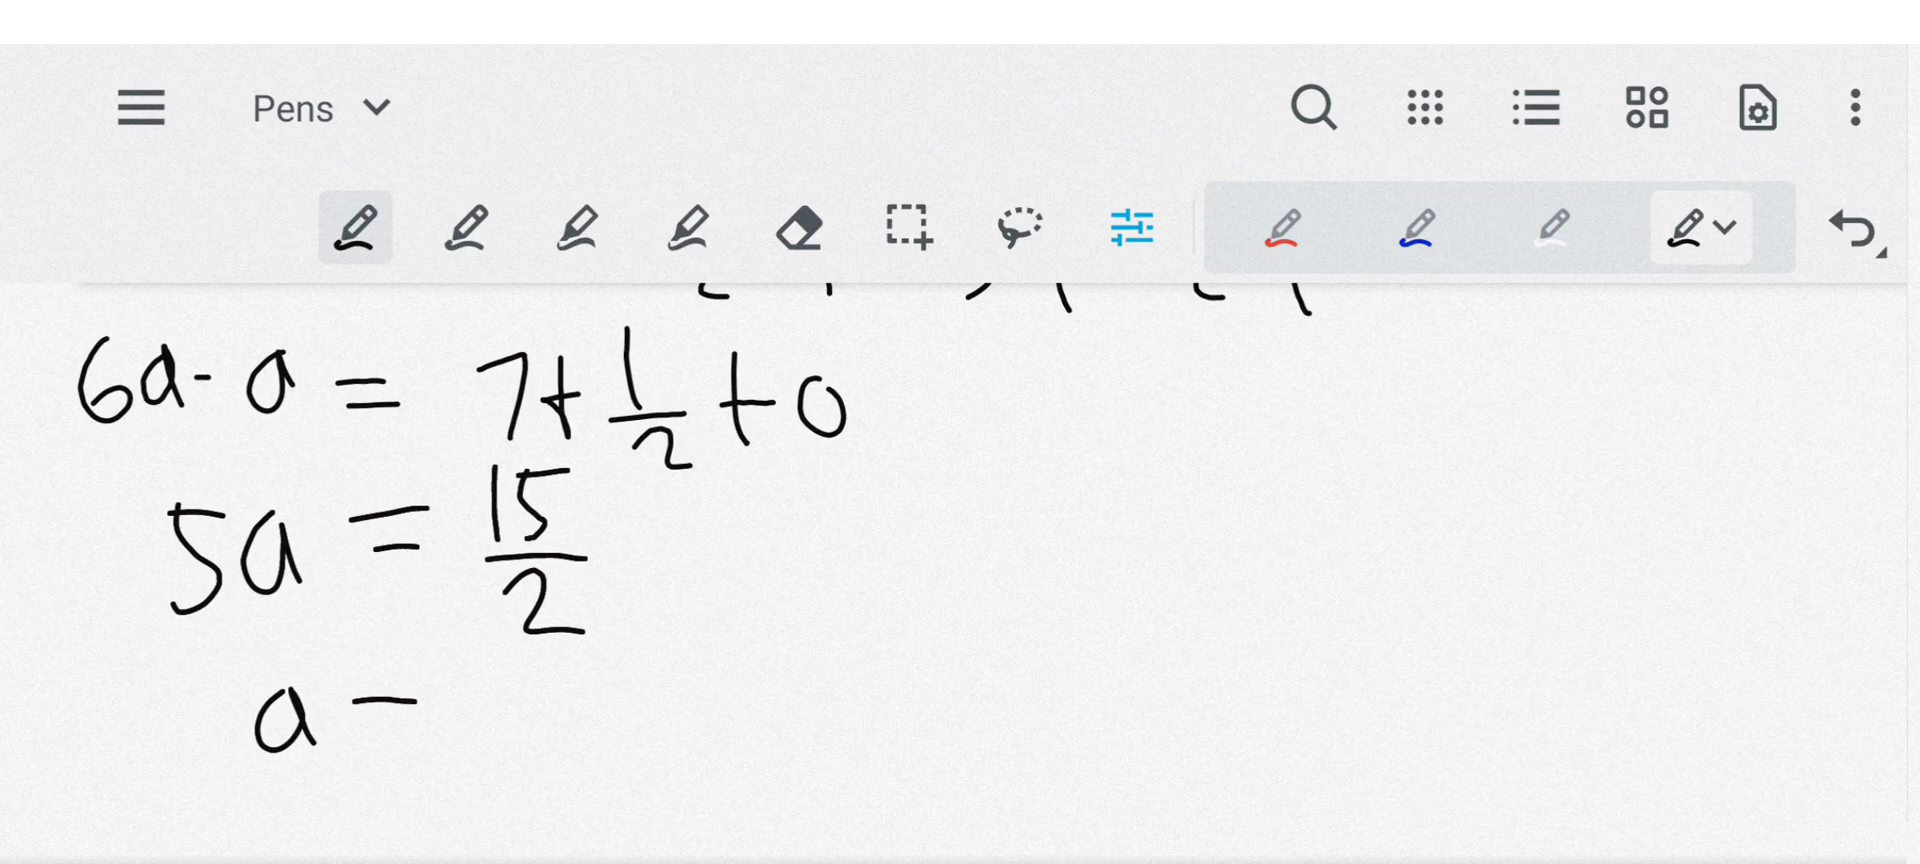 Pens
6a - a = 7 + 1/2 + 0
5a = 15/2
a –